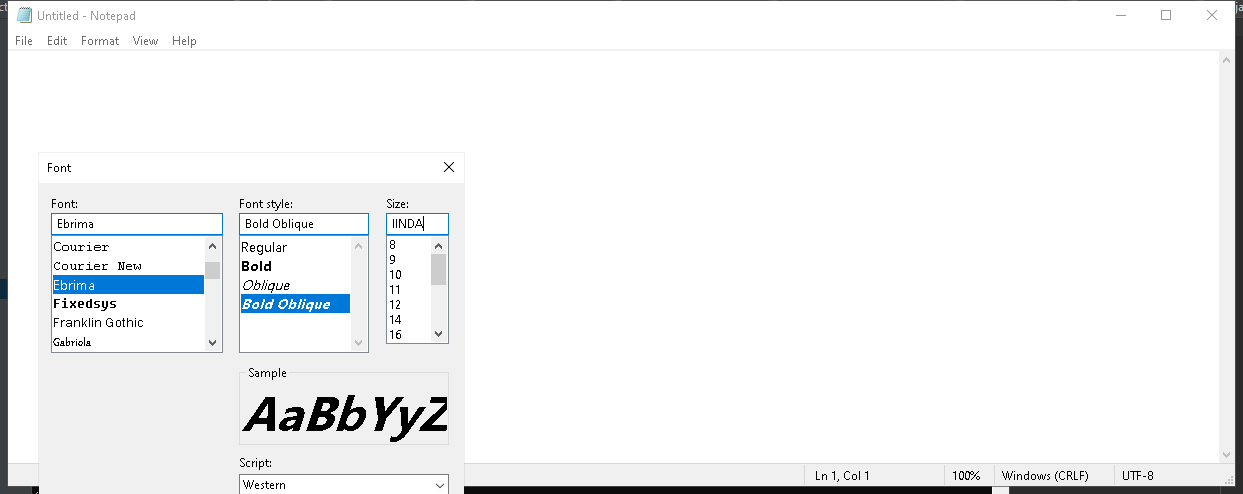 Untitled - Notepad
File Edit Format View Help
Font
Font: Font style: Size:
Ebrima Bold Oblique IINDA
Courier Regular 8
Courier New Bold 9
Ebrima Oblique 10
Fixedsys Bold Oblique 11
Franklin Gothic 12
Gabriola 14
16
Sample
AaBbYyZ
Script:
Western
Ln 1, Col 1 100% Windows (CRLF) UTF-8